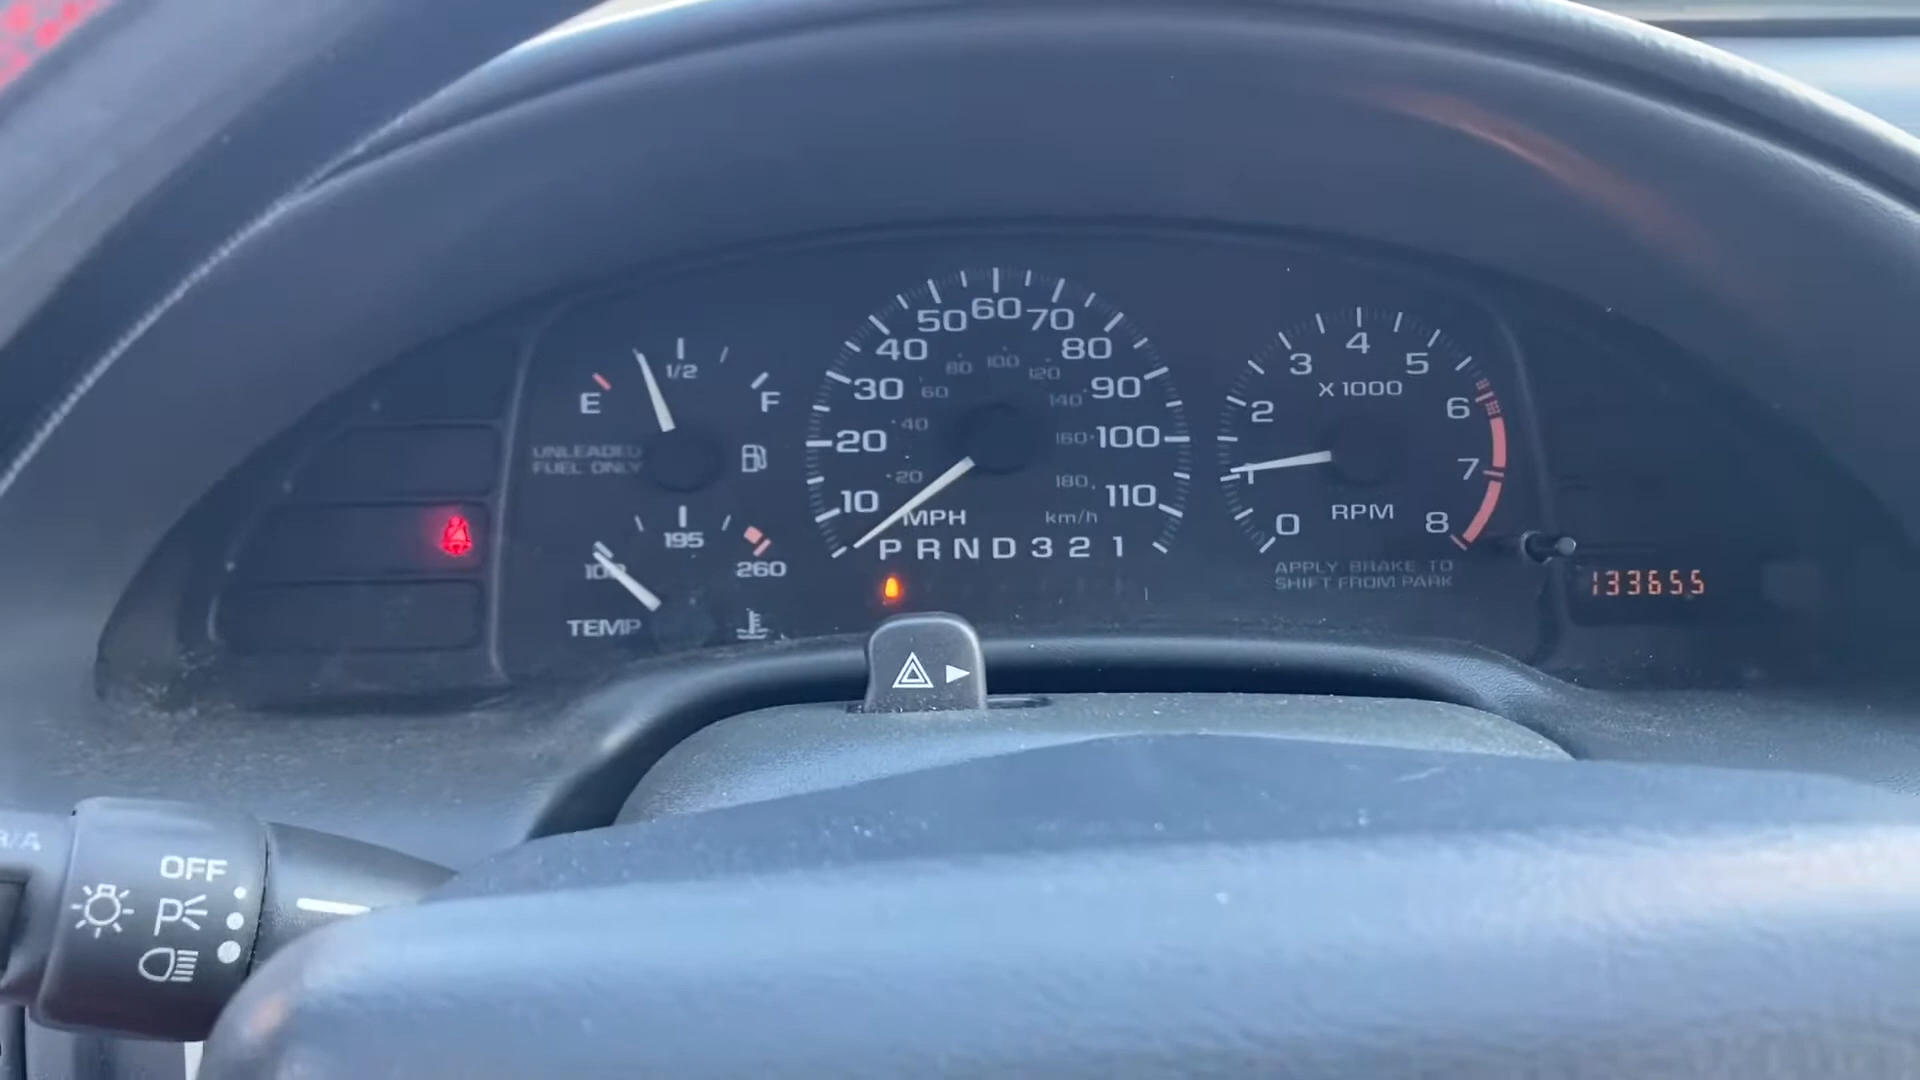 E 1/2 F
UNLEADED
FUEL ONLY
100 195 260
TEMP
10 20 30 40 50 60 70 80 90 100 110
20 40 60 80 100 120 140 160 180
MPH km/h
P R N D 3 2 1
0 1 2 3 4 5 6 7 8
X 1000
RPM
APPLY BRAKE TO
SHIFT FROM PARK
133655
OFF
P